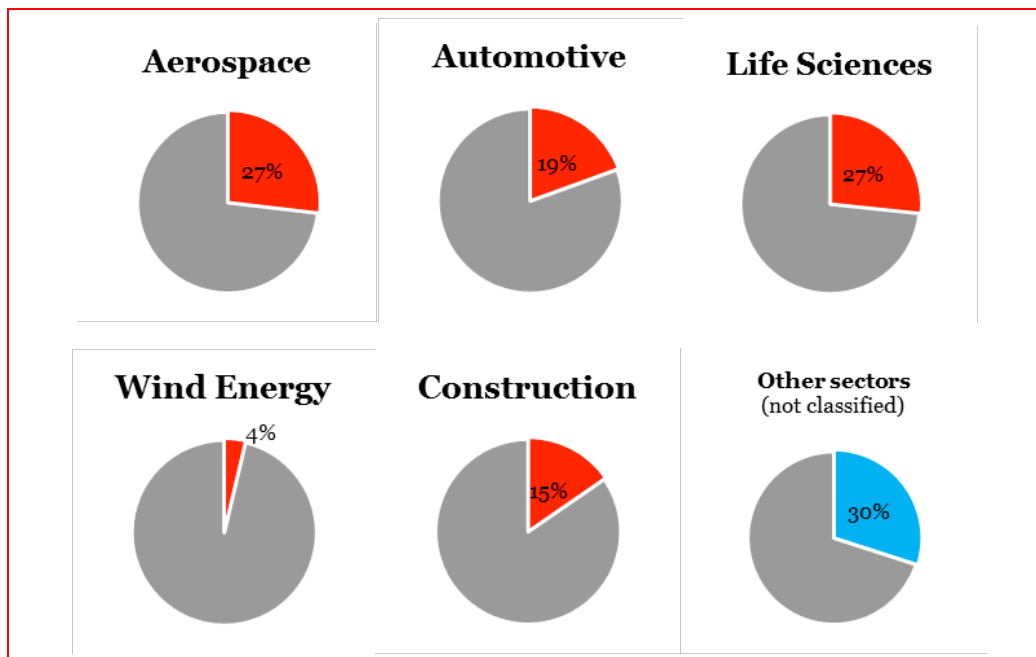 Aerospace
27%
Automotive
19%
Life Sciences
27%
Wind Energy
4%
Construction
15%
Other sectors
(not classified)
30%